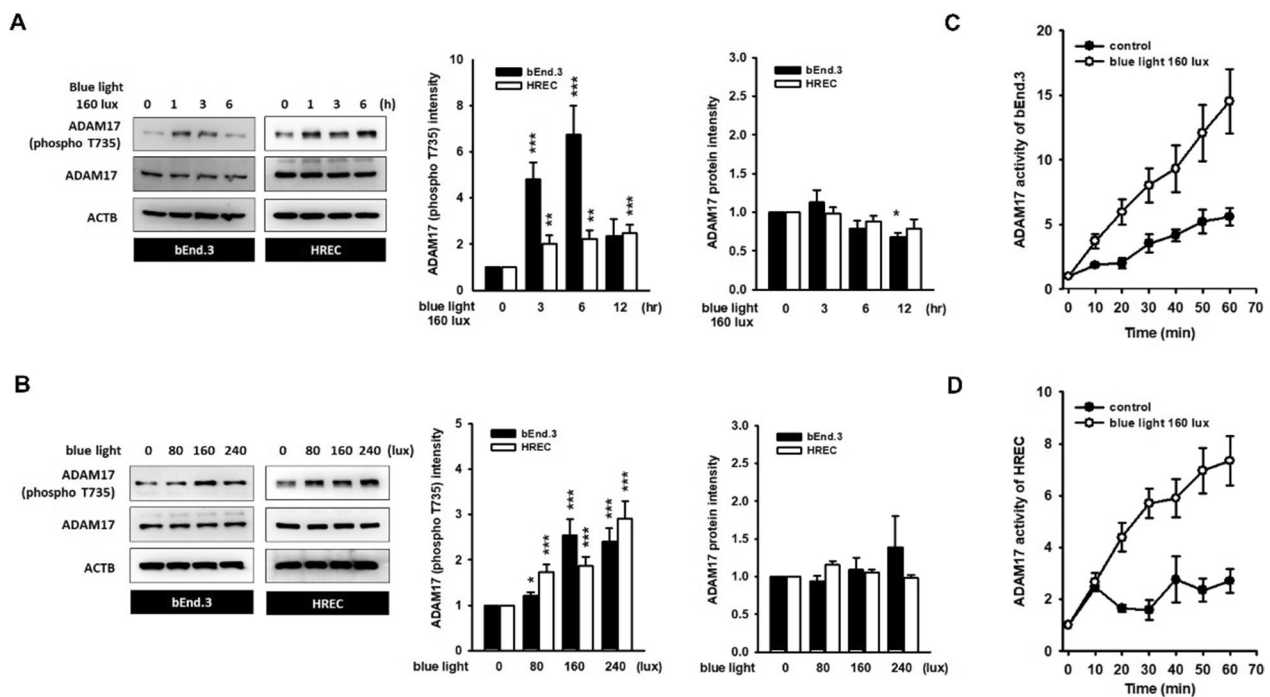 A
Blue light
160 lux 0 1 3 6 0 1 3 6 (h)
ADAM17
(phospho T735)
ADAM17
ACTB
bEnd.3 HREC
ADAM17 (phospho T735) intensity
10
8
6
4
2
0
bEnd.3
HREC
*** ** *** ** ***
blue light 0 3 6 12 (hr)
160 lux
ADAM17 protein intensity
3.0
2.5
2.0
1.5
1.0
0.5
0.0
bEnd.3
HREC
*
blue light 0 3 6 12 (hr)
160 lux
C
ADAM17 activity of bEnd.3
20
15
10
5
0
control
blue light 160 lux
0 10 20 30 40 50 60 70
Time (min)
B
blue light 0 80 160 240 0 80 160 240 (lux)
ADAM17
(phospho T735)
ADAM17
ACTB
bEnd.3 HREC
ADAM17 (phospho T735) intensity
5
4
3
2
1
0
bEnd.3
HREC
* *** *** *** *** ***
blue light 0 80 160 240 (lux)
ADAM17 protein intensity
3.0
2.5
2.0
1.5
1.0
0.5
0.0
bEnd.3
HREC
blue light 0 80 160 240 (lux)
D
ADAM17 activity of HREC
10
8
6
4
2
0
control
blue light 160 lux
0 10 20 30 40 50 60 70
Time (min)